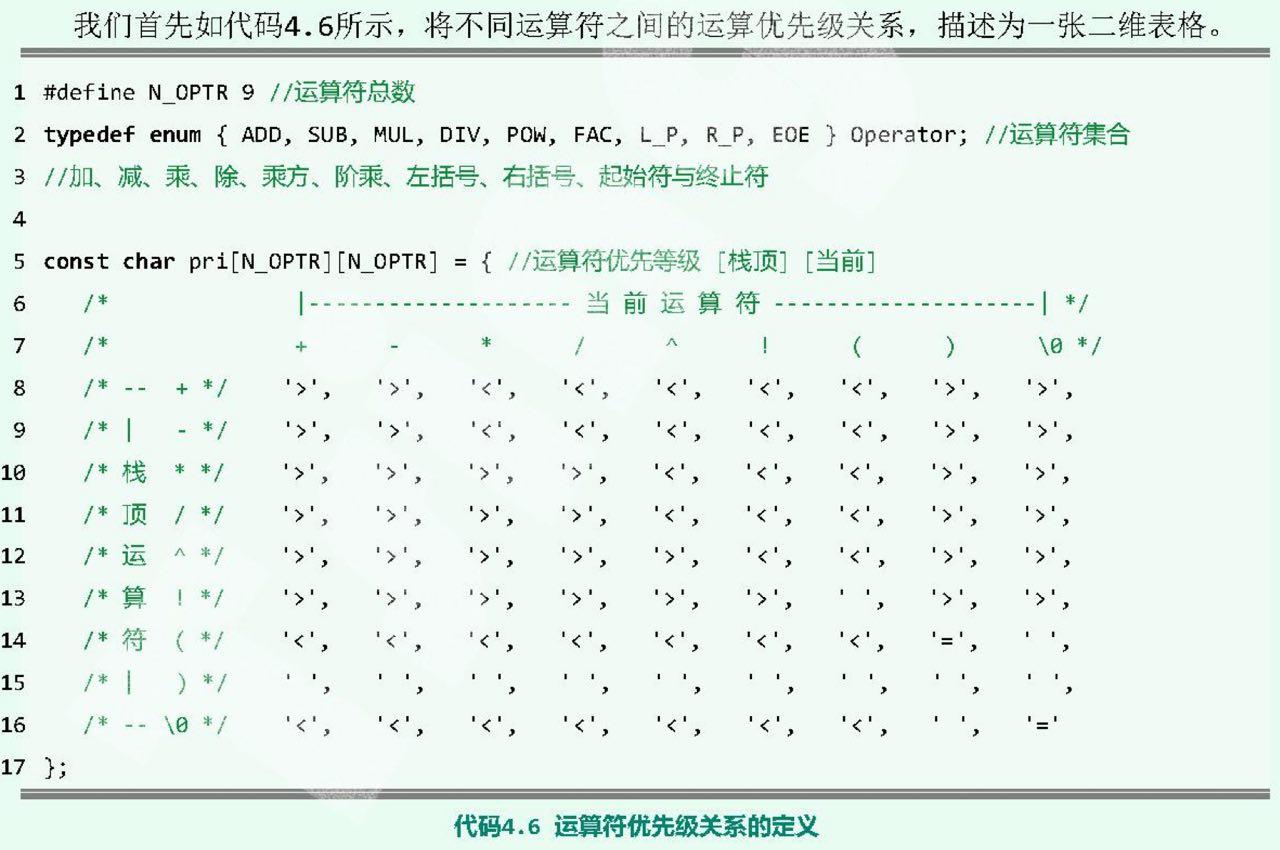 我们首先如代码4.6所示，将不同运算符之间的运算优先级关系，描述为一张二维表格。
1 #define N_OPTR 9 //运算符总数
2 typedef enum { ADD, SUB, MUL, DIV, POW, FAC, L_P, R_P, EOE } Operator; //运算符集合
3 //加、减、乘、除、乘方、阶乘、左括号、右括号、起始符与终止符
4
5 const char pri[N_OPTR][N_OPTR] = { //运算符优先等级 [栈顶] [当前]
6 /* |-------------------- 当 前 运 算 符 --------------------| */
7 /* + - * / ^ ! ( ) \0 */
8 /* -- + */ '>', '>', '<', '<', '<', '<', '<', '>', '>',
9 /* | - */ '>', '>', '<', '<', '<', '<', '<', '>', '>',
10 /* 栈 * */ '>', '>', '>', '>', '<', '<', '<', '>', '>',
11 /* 顶 / */ '>', '>', '>', '>', '<', '<', '<', '>', '>',
12 /* 运 ^ */ '>', '>', '>', '>', '>', '<', '<', '>', '>',
13 /* 算 ! */ '>', '>', '>', '>', '>', '>', ' ', '>', '>',
14 /* 符 ( */ '<', '<', '<', '<', '<', '<', '<', '=', ' ',
15 /* | ) */ ' ', ' ', ' ', ' ', ' ', ' ', ' ', ' ', ' ',
16 /* -- \0 */ '<', '<', '<', '<', '<', '<', '<', ' ', '='
17 };
代码4.6 运算符优先级关系的定义